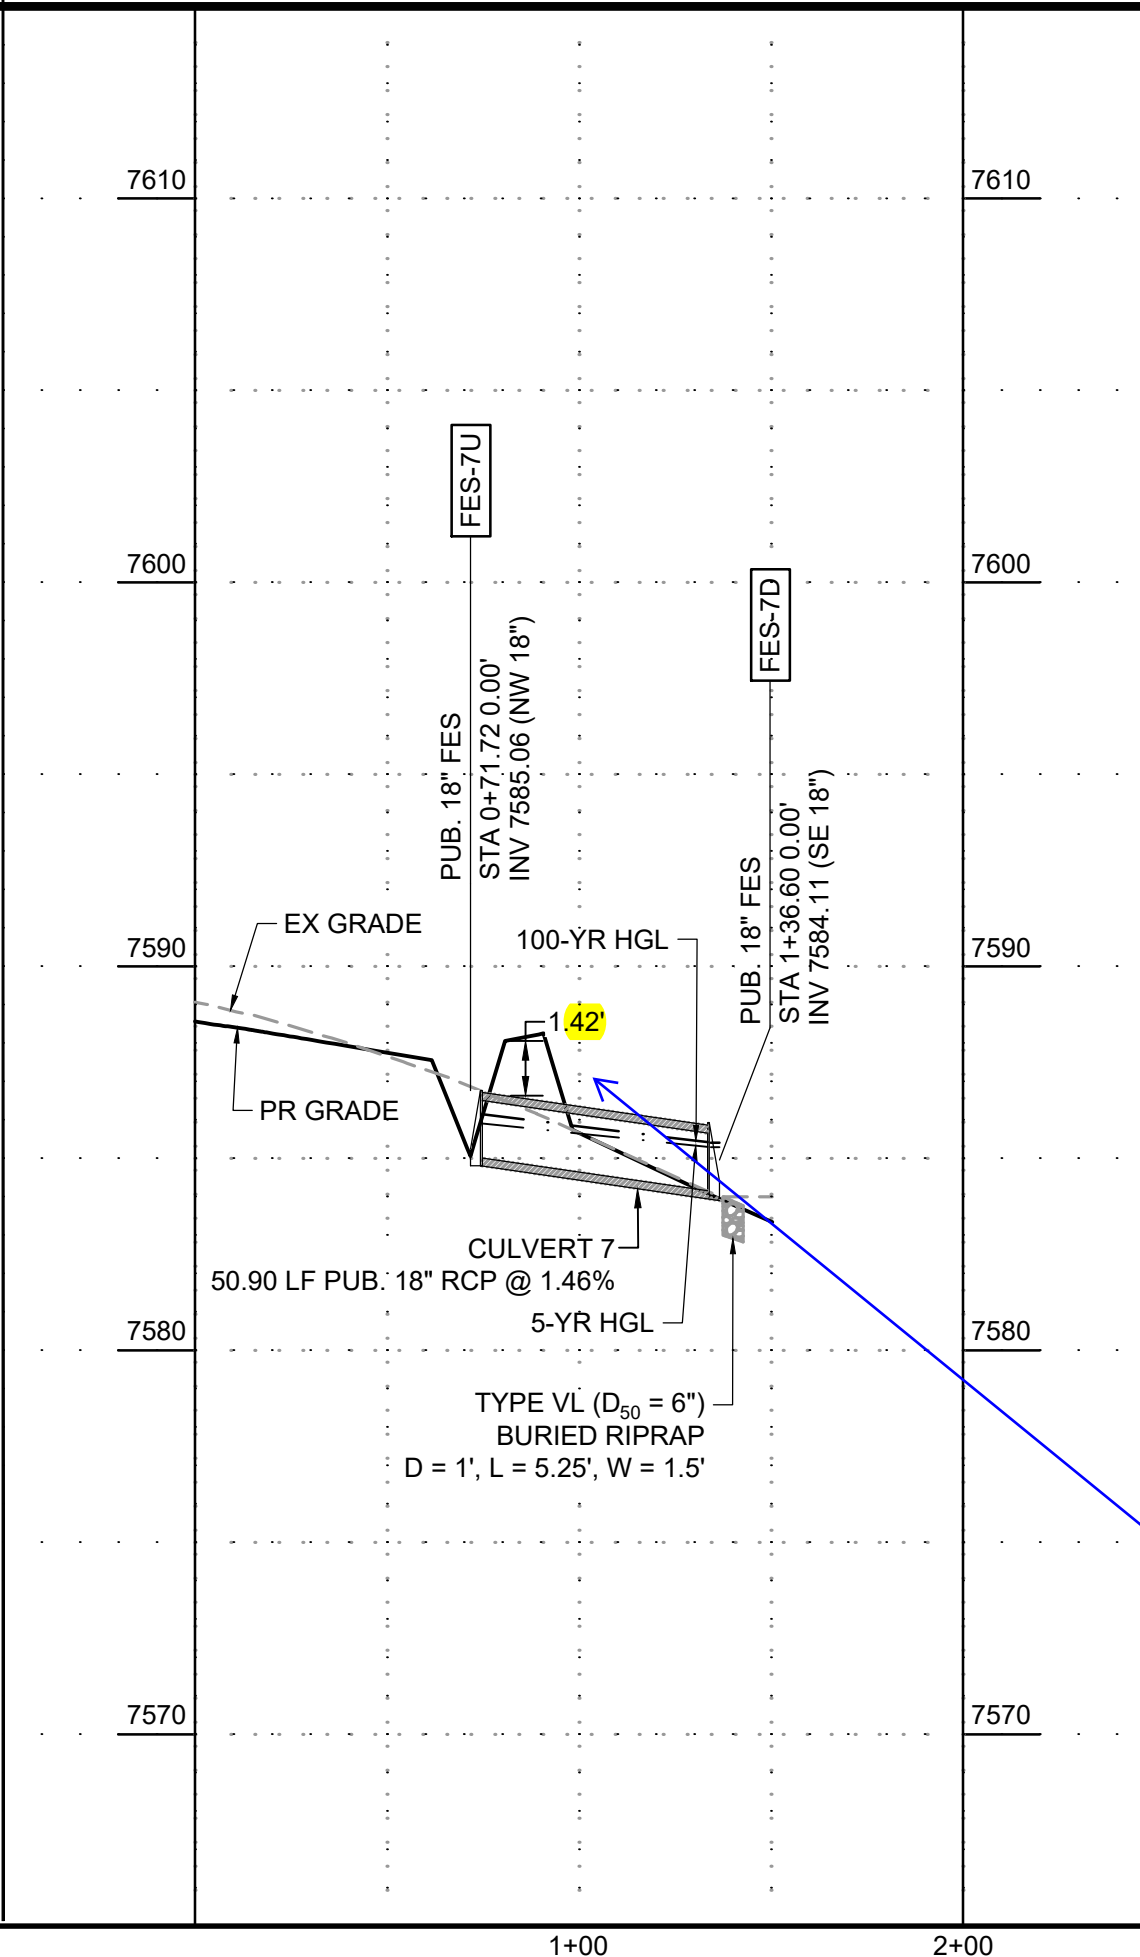 7610
7610
FES-7U
7600
7600
FES-7D
PUB. 18" FES
STA 0+71.72 0.00'
INV 7585.06 (NW 18")
PUB. 18" FES
STA 1+36.60 0.00'
INV 7584.11 (SE 18")
EX GRADE
100-YR HGL
7590
7590
1.42'
PR GRADE
CULVERT 7
50.90 LF PUB. 18" RCP @ 1.46%
5-YR HGL
7580
7580
TYPE VL (D50 = 6")
BURIED RIPRAP
D = 1', L = 5.25', W = 1.5'
7570
7570
1+00
2+00